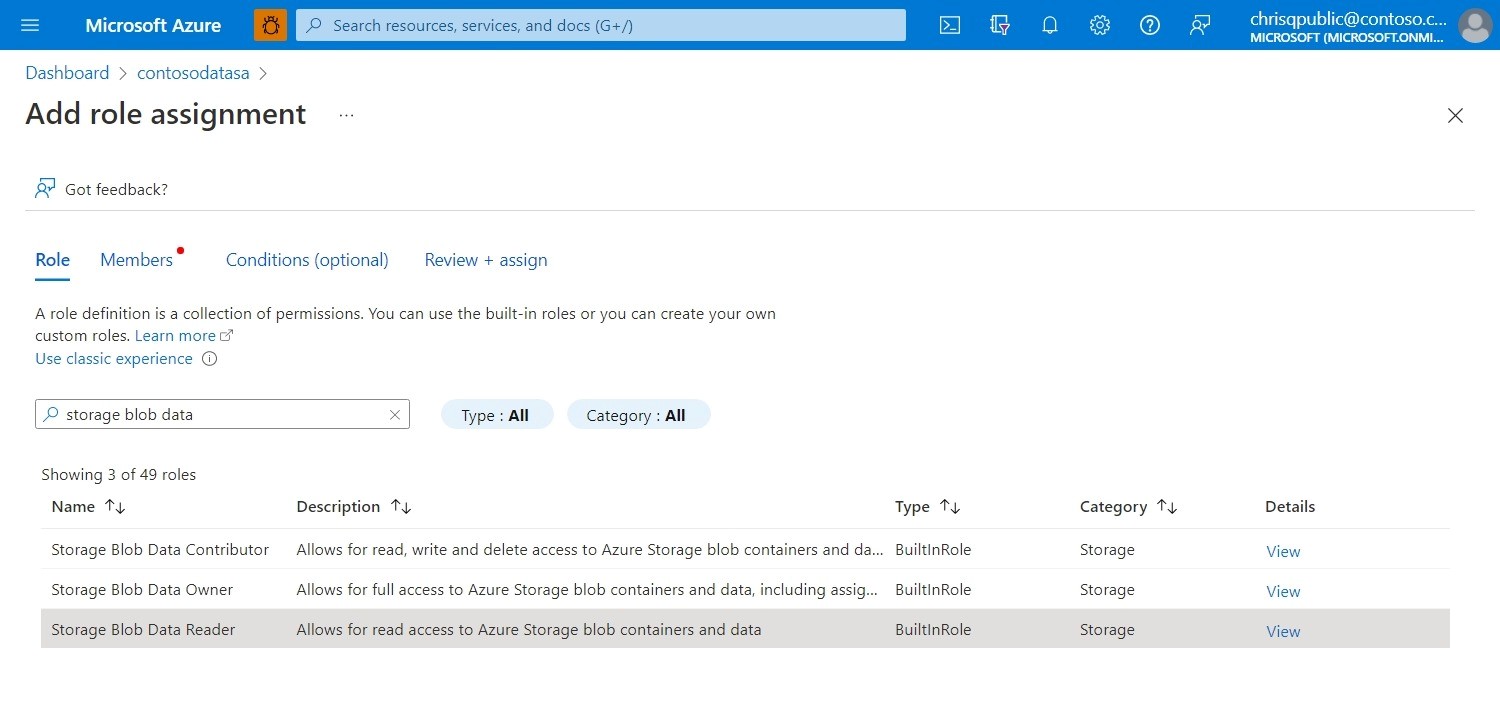 Microsoft Azure
Search resources, services, and docs (G+/)
chrisqpublic@contoso.c...
MICROSOFT (MICROSOFT.ONMI...
Dashboard > contosodatasa >
Add role assignment ...
Got feedback?
Role Members Conditions (optional) Review + assign
A role definition is a collection of permissions. You can use the built-in roles or you can create your own
custom roles. Learn more
Use classic experience
storage blob data Type : All Category : All
Showing 3 of 49 roles
Name Description Type Category Details
Storage Blob Data Contributor Allows for read, write and delete access to Azure Storage blob containers and da... BuiltInRole Storage View
Storage Blob Data Owner Allows for full access to Azure Storage blob containers and data, including assig... BuiltInRole Storage View
Storage Blob Data Reader Allows for read access to Azure Storage blob containers and data BuiltInRole Storage View